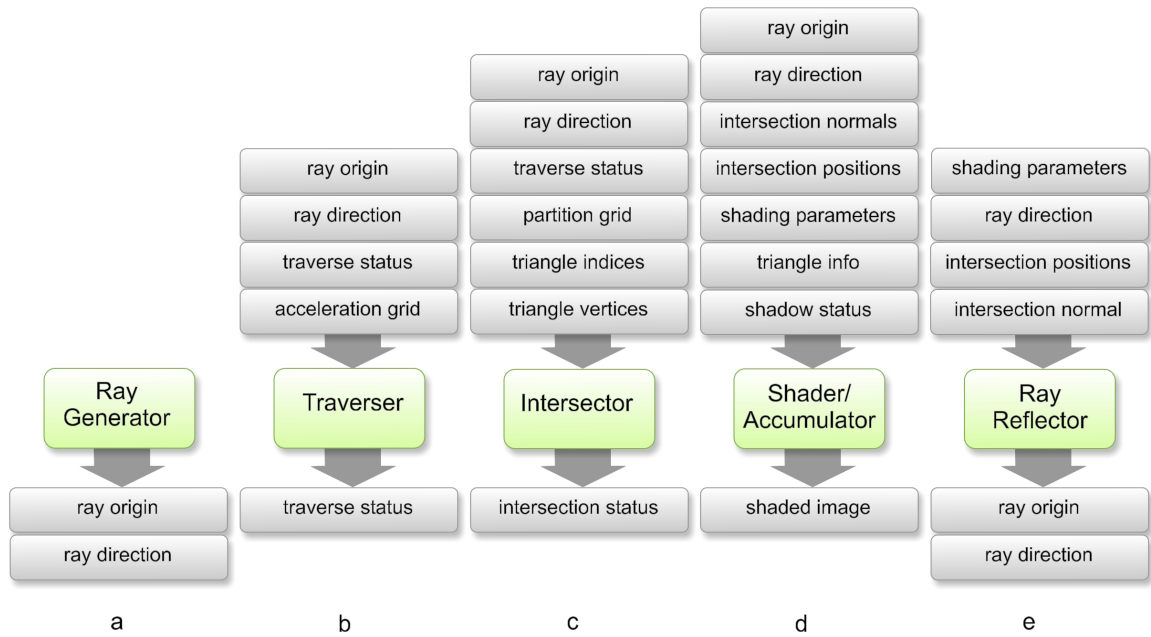 Ray
Generator
ray origin
ray direction
a
ray origin
ray direction
traverse status
acceleration grid
Traverser
traverse status
b
ray origin
ray direction
traverse status
partition grid
triangle indices
triangle vertices
Intersector
intersection status
c
ray origin
ray direction
intersection normals
intersection positions
shading parameters
triangle info
shadow status
Shader/
Accumulator
shaded image
d
shading parameters
ray direction
intersection positions
intersection normal
Ray
Reflector
ray origin
ray direction
e